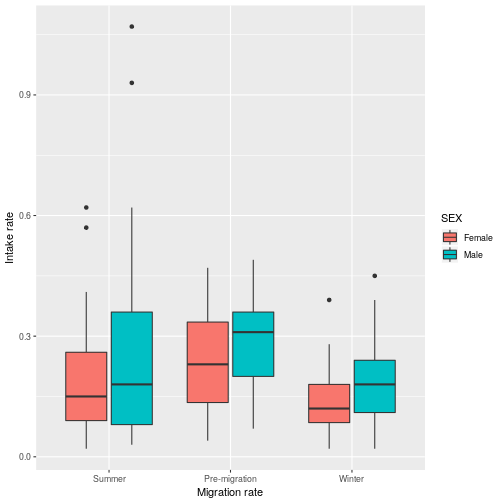 0.9
0.6
0.3
0.0
Intake rate
Summer
Pre-migration
Winter
Migration rate
SEX
Female
Male